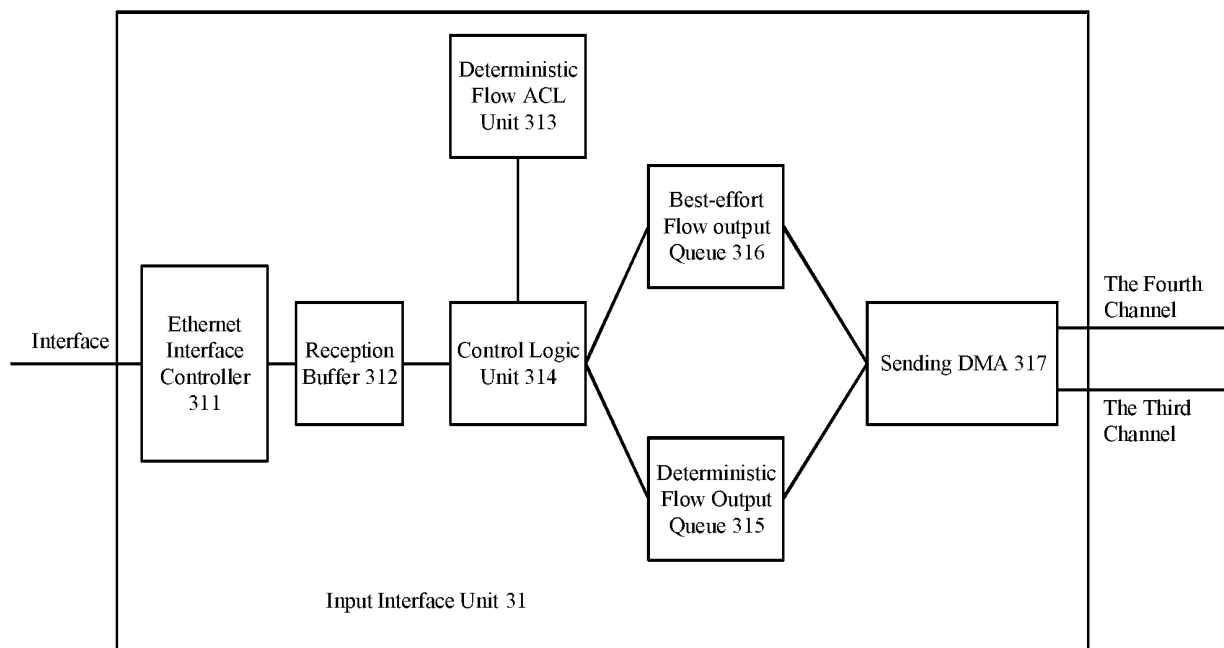 Deterministic
Flow ACL
Unit 313
Best-effort
Flow output
Queue 316
The Fourth
Channel
Interface
Ethernet
Interface
Controller
311
Reception
Buffer 312
Control Logic
Unit 314
Sending DMA 317
The Third
Channel
Deterministic
Flow Output
Queue 315
Input Interface Unit 31